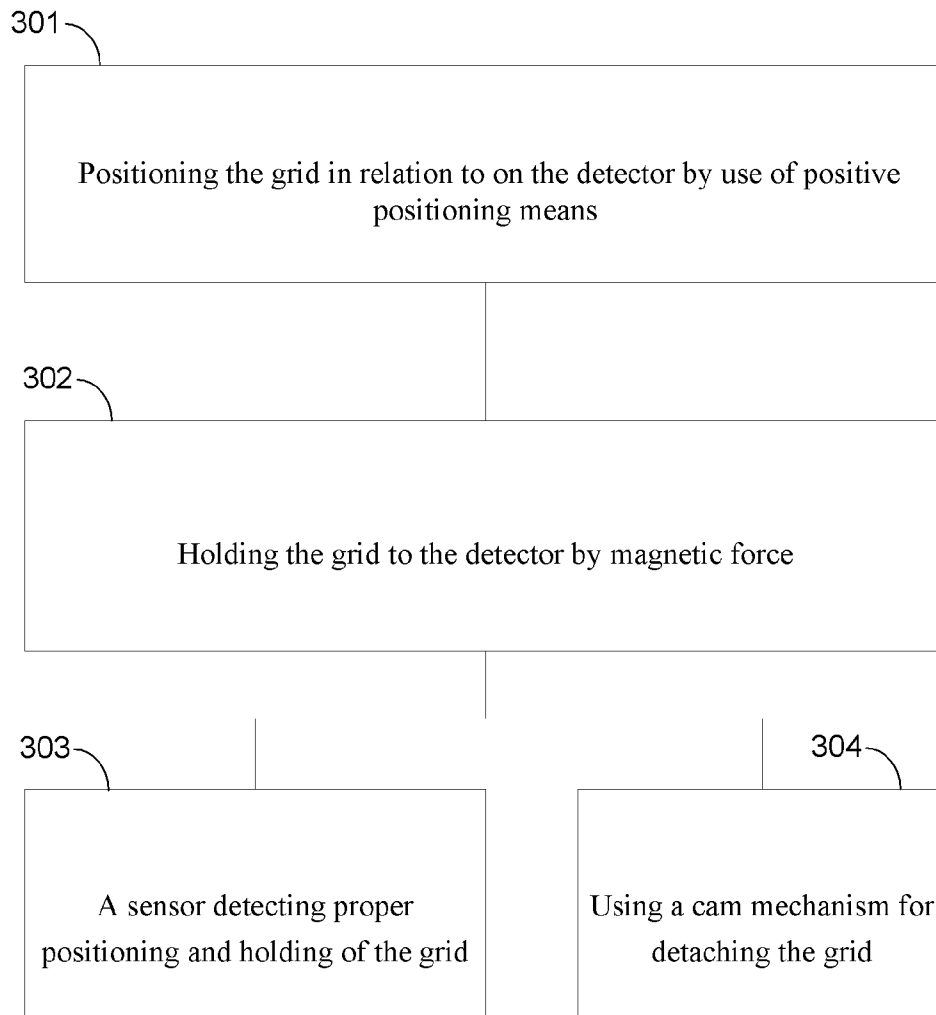 301
Positioning the grid in relation to on the detector by use of positive
positioning means
302
Holding the grid to the detector by magnetic force
303
A sensor detecting proper
positioning and holding of the grid
304
Using a cam mechanism for
detaching the grid